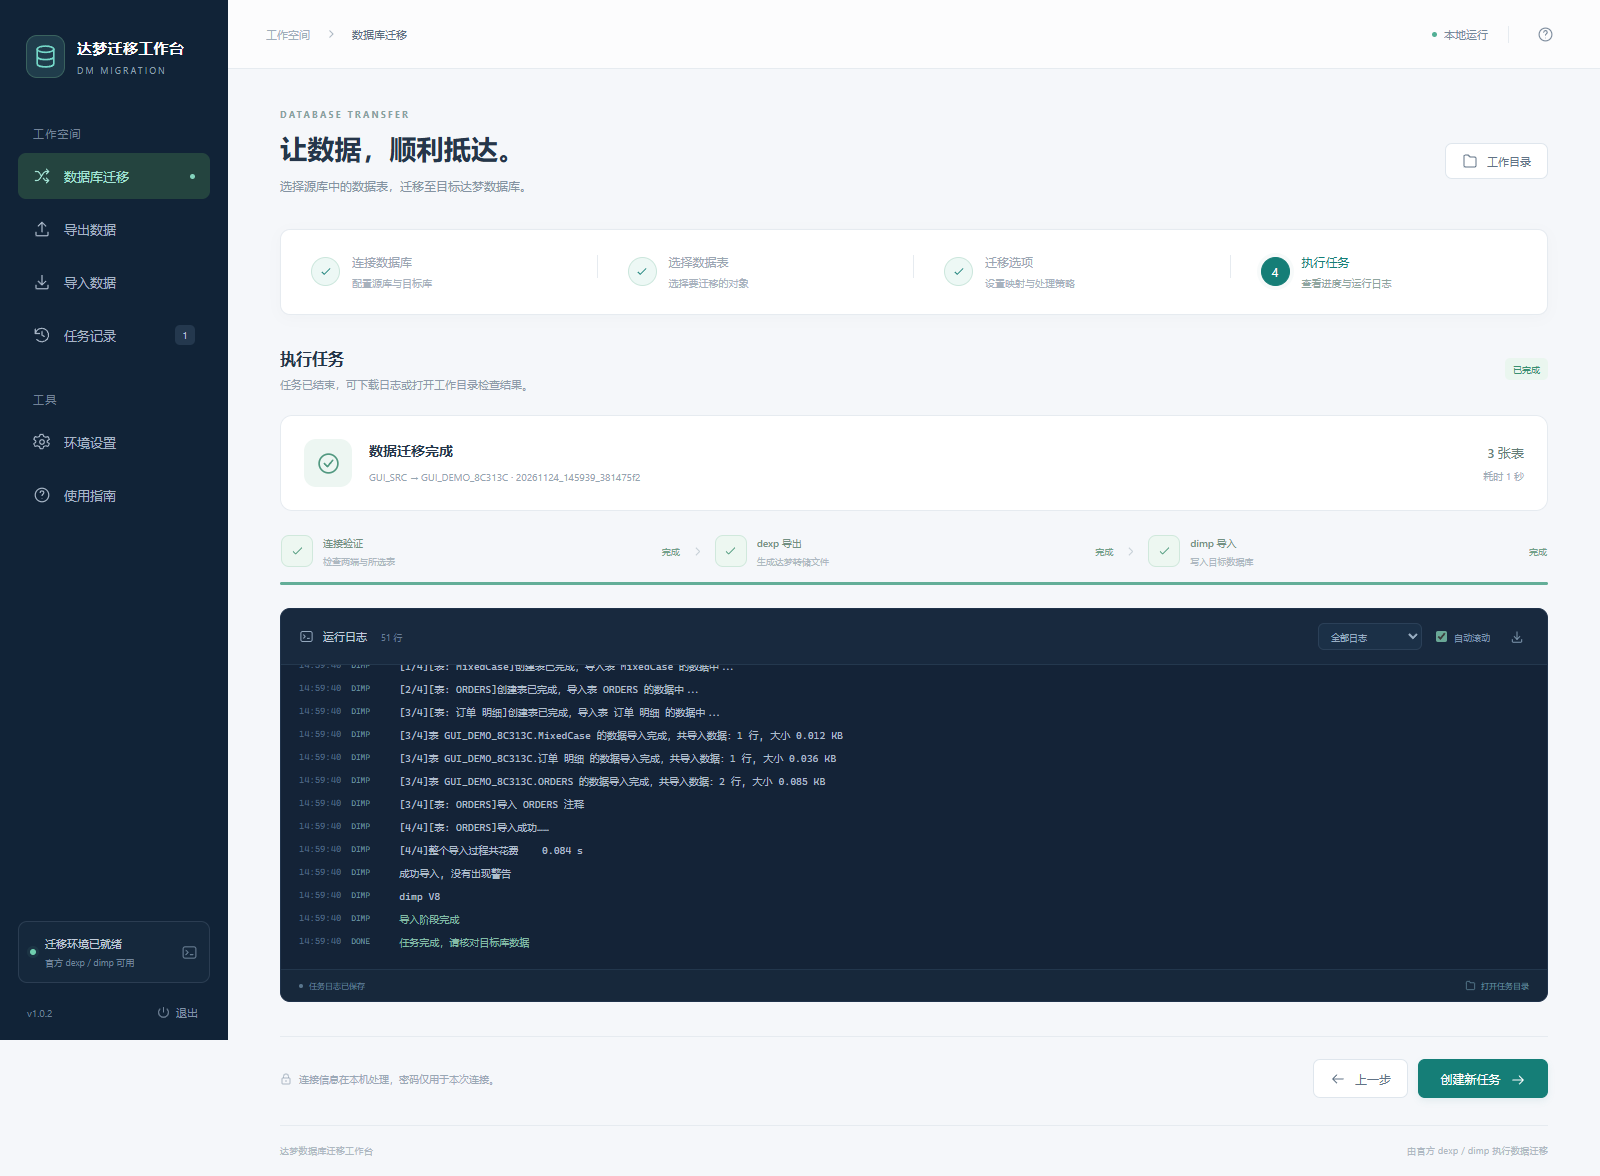 达梦迁移工作台
DM MIGRATION
工作空间
数据库迁移
导出数据
导入数据
任务记录
1
工具
环境设置
使用指南
迁移环境已就绪
官方 dexp / dimp 可用
v1.0.2
退出
工作空间
数据库迁移
本地运行
DATABASE TRANSFER
让数据，顺利抵达。
选择源库中的数据表，迁移至目标达梦数据库。
工作目录
连接数据库
配置源库与目标库
选择数据表
选择要迁移的对象
迁移选项
设置映射与处理策略
4
执行任务
查看进度与运行日志
执行任务
任务已结束，可下载日志或打开工作目录检查结果。
已完成
数据迁移完成
GUI_SRC → GUI_DEMO_8C313C · 20261124_145939_381475f2
3 张表
耗时 1 秒
连接验证
检查两端与所选表
完成
dexp 导出
生成达梦转储文件
完成
dimp 导入
写入目标数据库
完成
运行日志
51 行
全部日志
自动滚动
14:59:40 DIMP [1/4][表: MixedCase]创建表已完成，导入表 MixedCase 的数据中 ...
14:59:40 DIMP [2/4][表: ORDERS]创建表已完成，导入表 ORDERS 的数据中 ...
14:59:40 DIMP [3/4][表: 订单 明细]创建表已完成，导入表 订单 明细 的数据中 ...
14:59:40 DIMP [3/4]表 GUI_DEMO_8C313C.MixedCase 的数据导入完成，共导入数据: 1 行, 大小 0.012 KB
14:59:40 DIMP [3/4]表 GUI_DEMO_8C313C.订单 明细 的数据导入完成，共导入数据: 1 行, 大小 0.036 KB
14:59:40 DIMP [3/4]表 GUI_DEMO_8C313C.ORDERS 的数据导入完成，共导入数据: 2 行, 大小 0.085 KB
14:59:40 DIMP [3/4][表: ORDERS]导入 ORDERS 注释
14:59:40 DIMP [4/4][表: ORDERS]导入成功……
14:59:40 DIMP [4/4]整个导入过程共花费 0.084 s
14:59:40 DIMP 成功导入, 没有出现警告
14:59:40 DIMP dimp V8
14:59:40 DIMP 导入阶段完成
14:59:40 DONE 任务完成，请核对目标库数据
任务日志已保存
打开任务目录
连接信息在本机处理，密码仅用于本次连接。
上一步
创建新任务
达梦数据库迁移工作台
由官方 dexp / dimp 执行数据迁移